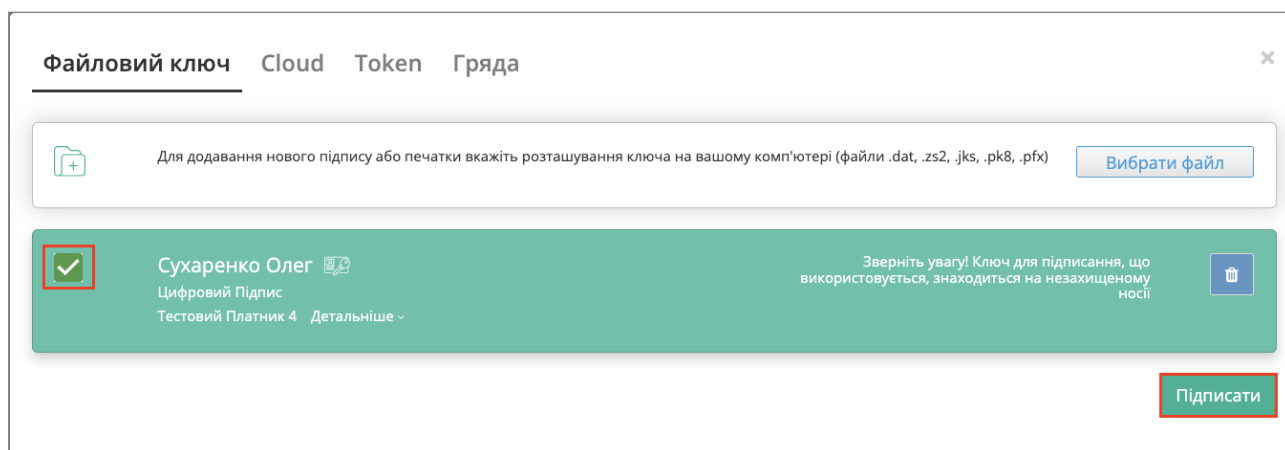 Файловий ключ Cloud Token Гряда ×
Для додавання нового підпису або печатки вкажіть розташування ключа на вашому комп'ютері (файли .dat, .zs2, .jks, .pk8, .pfx)
Вибрати файл
Сухаренко Олег
Цифровий Підпис
Тестовий Платник 4 Детальніше
Зверніть увагу! Ключ для підписання, що
використовується, знаходиться на незахищеному
носії
Підписати